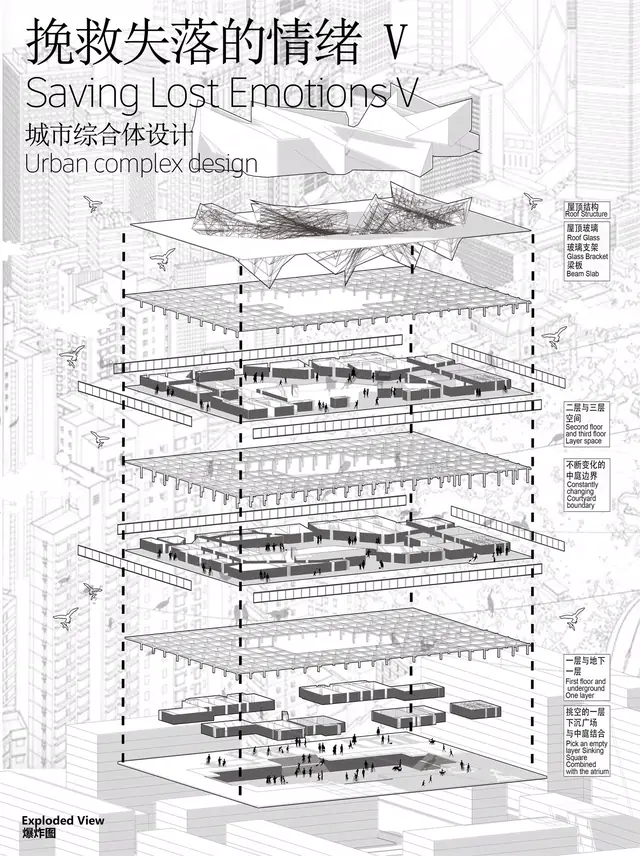 挽救失落的情绪 V
Saving Lost Emotions V
城市综合体设计
Urban complex design
屋顶结构
Roof Structure
屋顶玻璃
Roof Glass
玻璃支架
Glass Bracket
梁板
Beam Slab
二层与三层
空间
Second floor
and third floor
Layer space
不断变化的
中庭边界
Constantly
changing
Courtyard
boundary
一层与地下
一层
First floor and
underground
One layer
挑空的一层
下沉广场
与中庭结合
Pick an empty
layer Sinking
Square
Combined
with the atrium
Exploded View
爆炸图